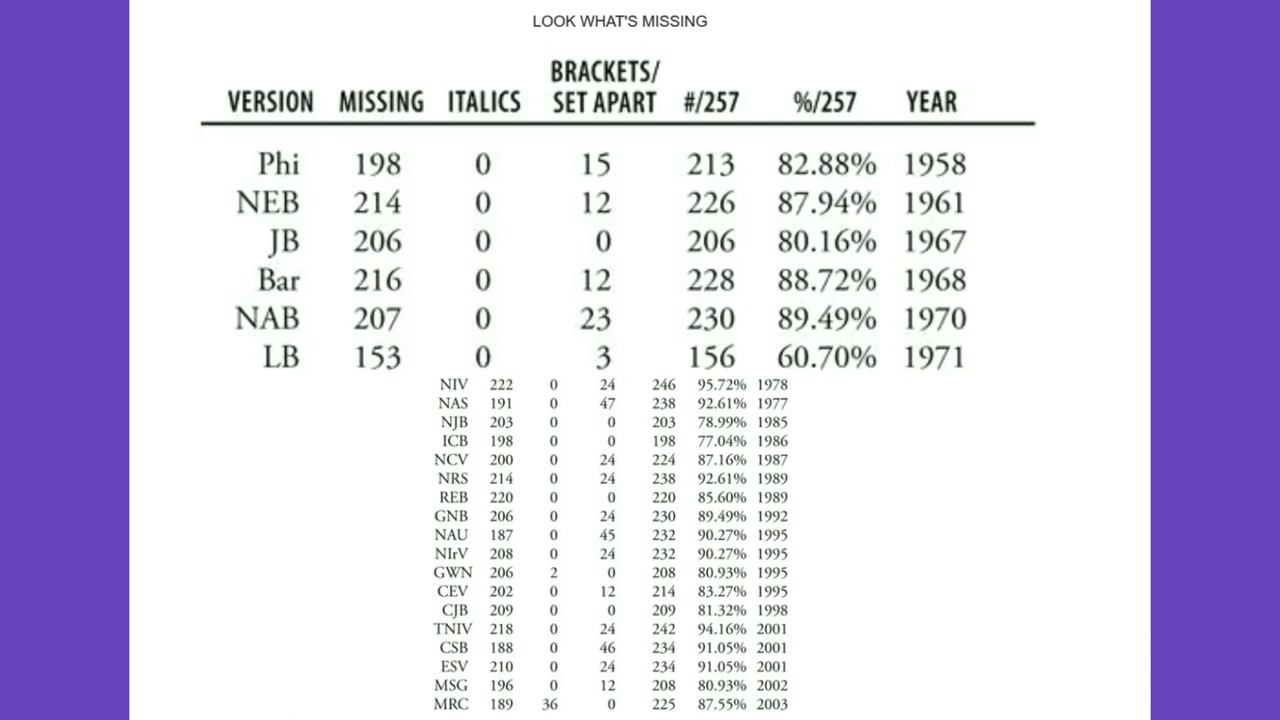 LOOK WHAT'S MISSING
BRACKETS/
VERSION MISSING ITALICS SET APART #/257 %/257 YEAR
Phi 198 0 15 213 82.88% 1958
NEB 214 0 12 226 87.94% 1961
JB 206 0 0 206 80.16% 1967
Bar 216 0 12 228 88.72% 1968
NAB 207 0 23 230 89.49% 1970
LB 153 0 3 156 60.70% 1971
NIV 222 0 24 246 95.72% 1978
NAS 191 0 47 238 92.61% 1977
NJB 203 0 0 203 78.99% 1985
ICB 198 0 0 198 77.04% 1986
NCV 200 0 24 224 87.16% 1987
NRS 214 0 24 238 92.61% 1989
REB 220 0 0 220 85.60% 1989
GNB 206 0 24 230 89.49% 1992
NAU 187 0 45 232 90.27% 1995
NIrV 208 0 24 232 90.27% 1995
GWN 206 2 0 208 80.93% 1995
CEV 202 0 12 214 83.27% 1995
CJB 209 0 0 209 81.32% 1998
TNIV 218 0 24 242 94.16% 2001
CSB 188 0 46 234 91.05% 2001
ESV 210 0 24 234 91.05% 2001
MSG 196 0 12 208 80.93% 2002
MRC 189 36 0 225 87.55% 2003